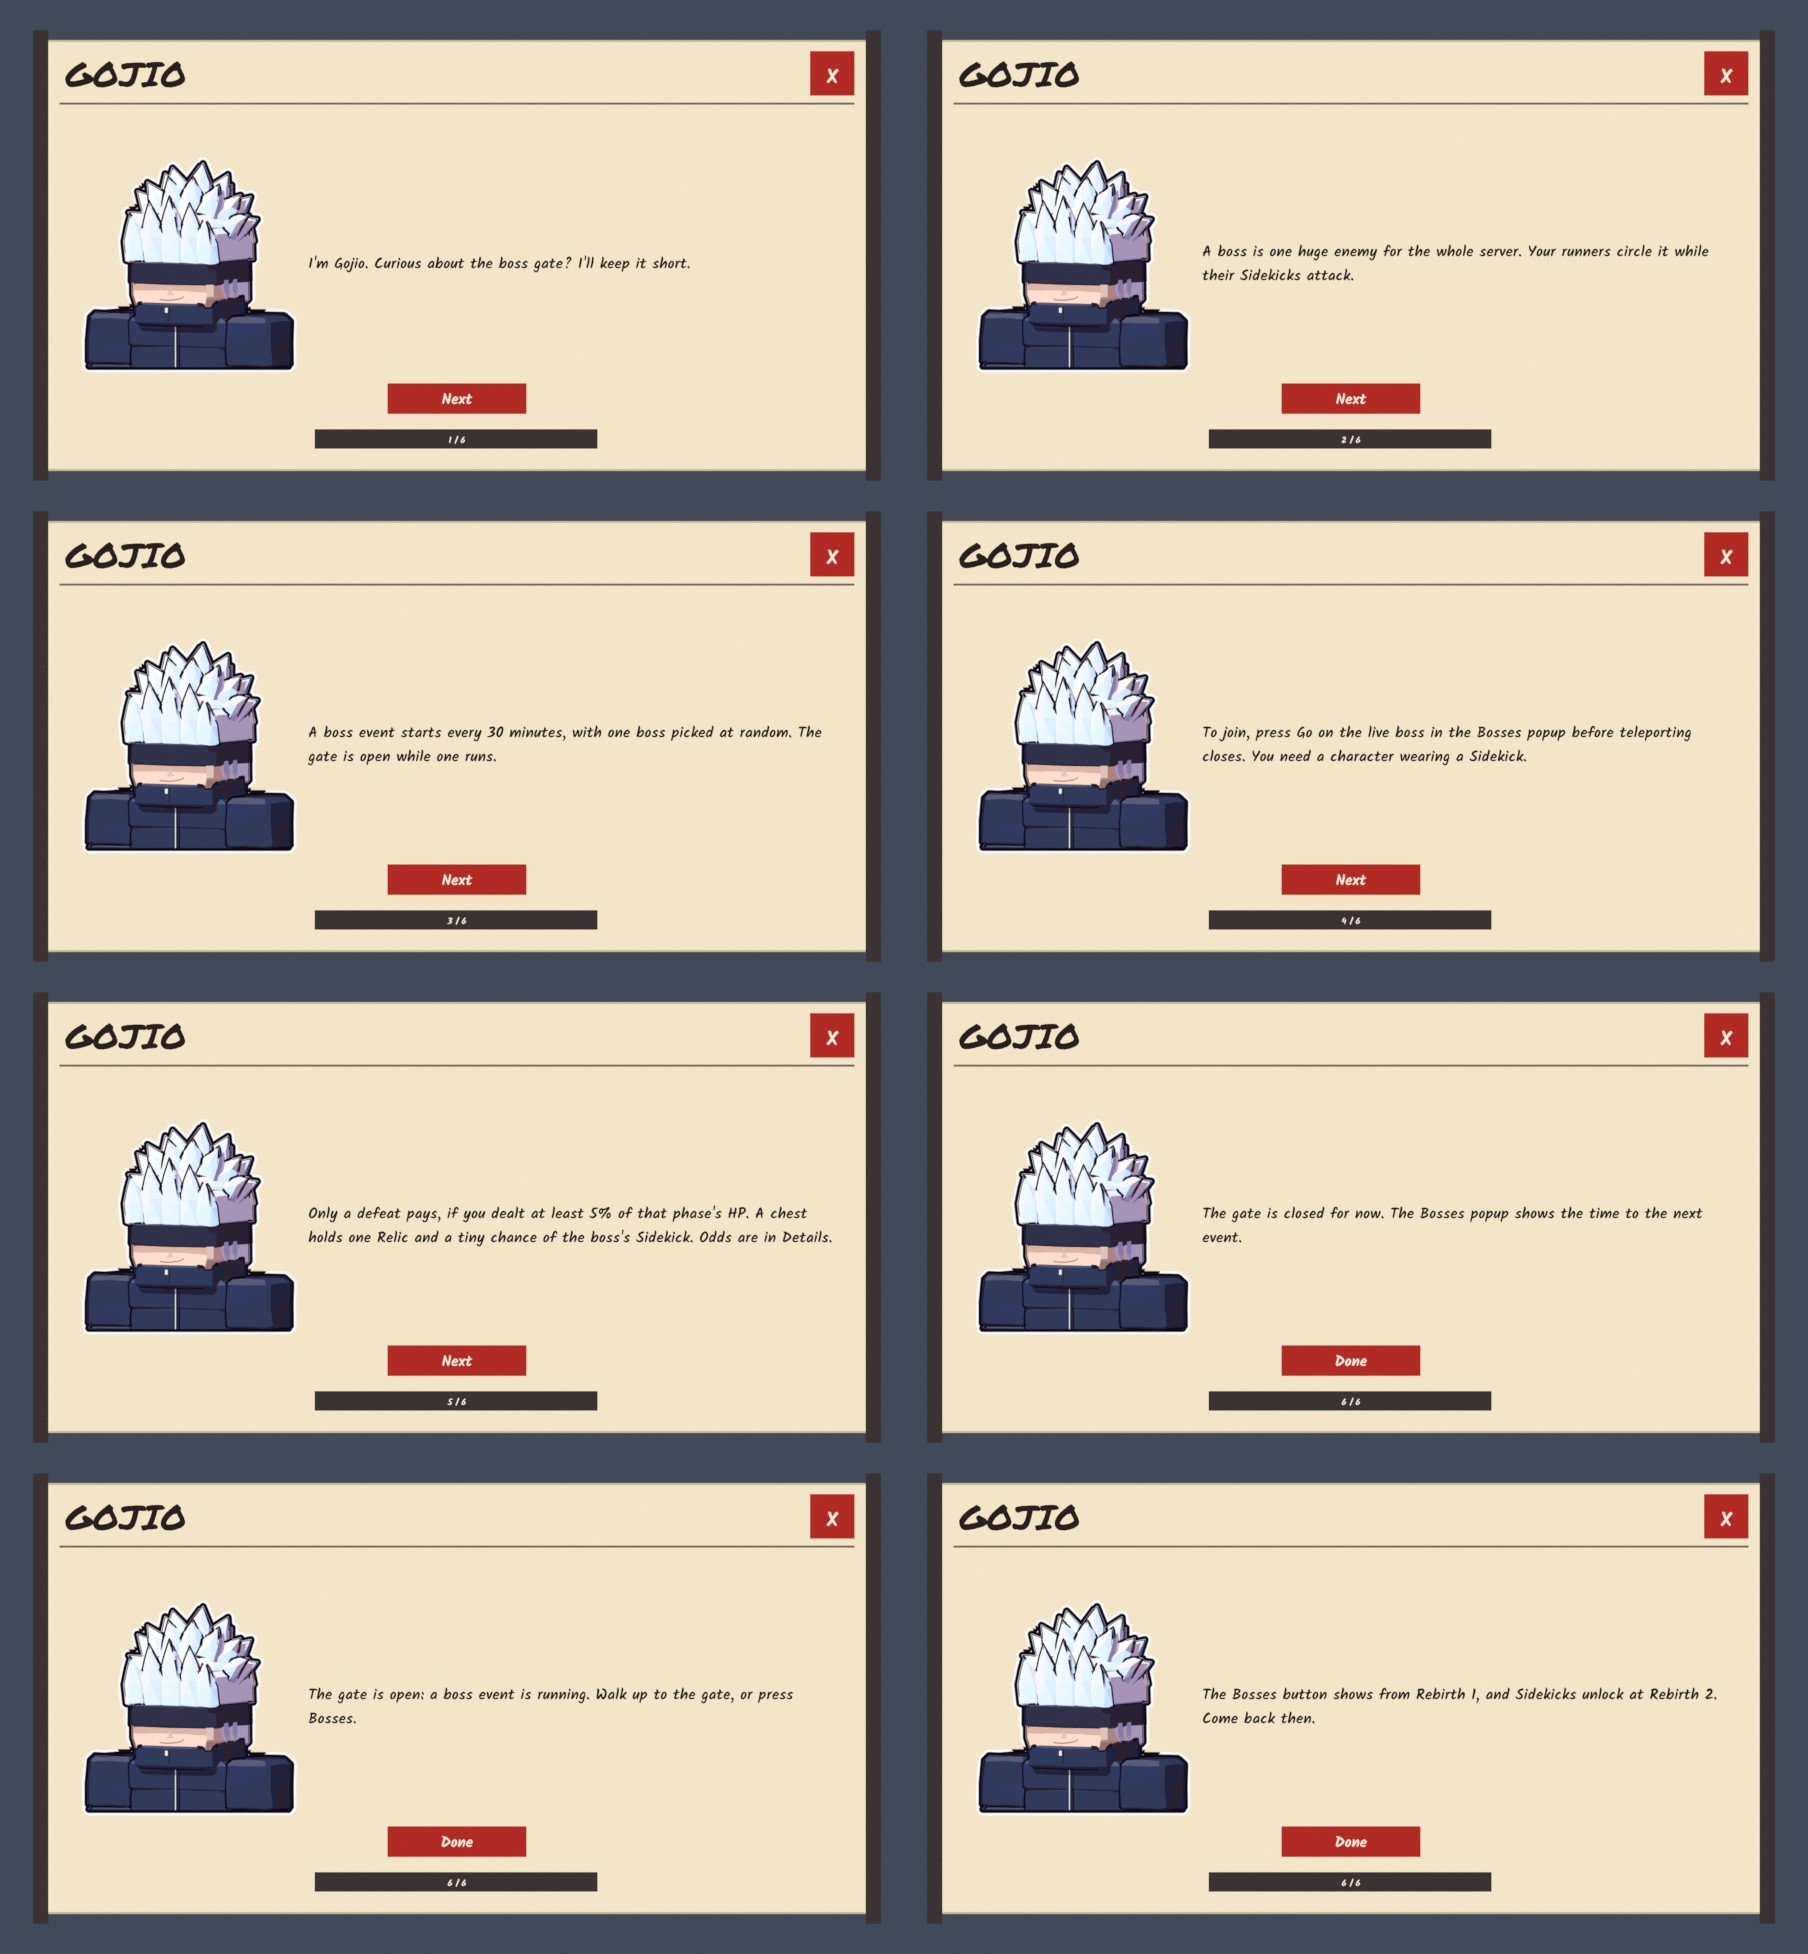 GOJIO
X
I'm Gojio. Curious about the boss gate? I'll keep it short.
Next
1/6
GOJIO
X
A boss is one huge enemy for the whole server. Your runners circle it while
their Sidekicks attack.
Next
2/6
GOJIO
X
A boss event starts every 30 minutes, with one boss picked at random. The
gate is open while one runs.
Next
3/6
GOJIO
X
To join, press Go on the live boss in the Bosses popup before teleporting
closes. You need a character wearing a Sidekick.
Next
4/6
GOJIO
X
Only a defeat pays, if you dealt at least 5% of that phase's HP. A chest
holds one Relic and a tiny chance of the boss's Sidekick. Odds are in Details.
Next
5/6
GOJIO
X
The gate is closed for now. The Bosses popup shows the time to the next
event.
Done
6/6
GOJIO
X
The gate is open: a boss event is running. Walk up to the gate, or press
Bosses.
Done
6/6
GOJIO
X
The Bosses button shows from Rebirth 1, and Sidekicks unlock at Rebirth 2.
Come back then.
Done
6/6